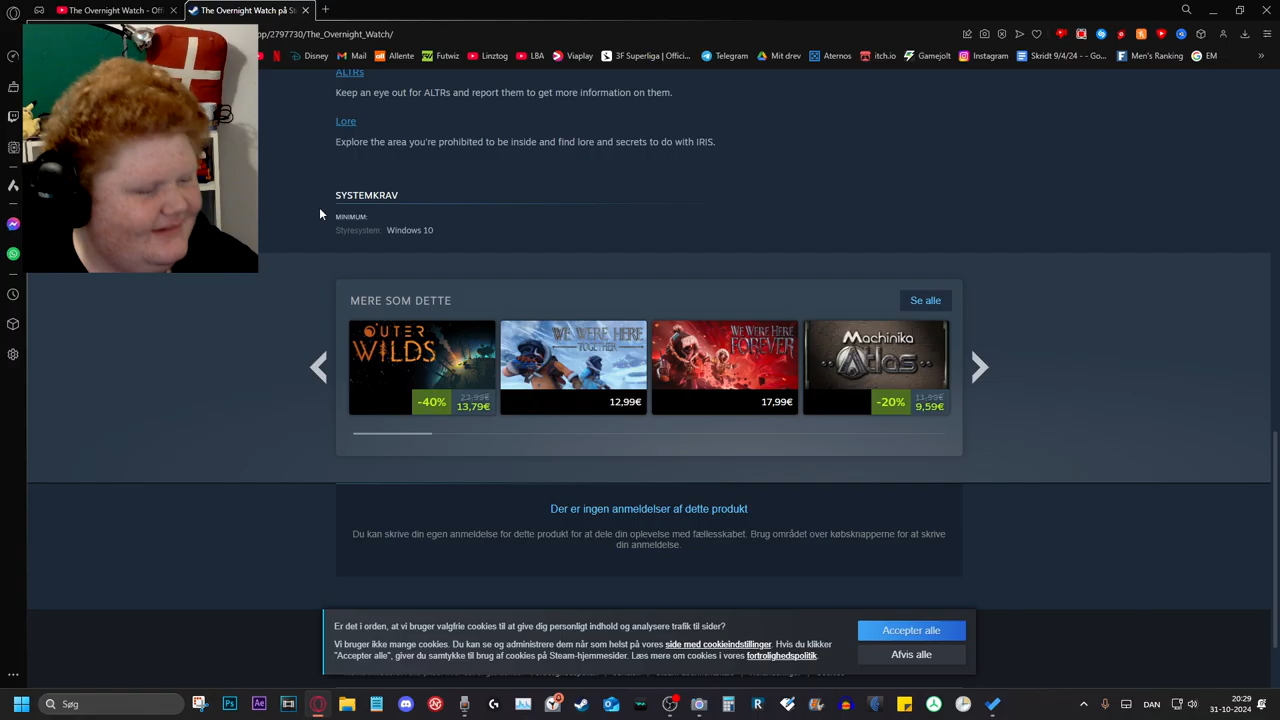 The Overnight Watch - Offi
The Overnight Watch på St
pp/2797730/The_Overnight_Watch/
Disney
Mail
Allente
Futwiz
Linztog
LBA
Viaplay
3F Superliga | Offici...
Telegram
Mit drev
Aternos
itch.io
Gamejolt
Instagram
Skridt 9/4/24 - - Go...
Men's Ranking
EM
ALTRs
Keep an eye out for ALTRs and report them to get more information on them.
Lore
Explore the area you're prohibited to be inside and find lore and secrets to do with IRIS.
SYSTEMKRAV
MINIMUM:
Styresystem: Windows 10
MERE SOM DETTE
Se alle
OUTER WILDS
WE WERE HERE TOGETHER
WE WERE HERE FOREVER
Machinika Atlas
-40% 22,99€ 13,79€
12,99€
17,99€
-20% 11,99€ 9,59€
Der er ingen anmeldelser af dette produkt
Du kan skrive din egen anmeldelse for dette produkt for at dele din oplevelse med fællesskabet. Brug området over købsknapperne for at skrive
din anmeldelse.
Er det i orden, at vi bruger valgfrie cookies til at give dig personligt indhold og analysere trafik til sider?
Vi bruger ikke mange cookies. Du kan se og administrere dem når som helst på vores side med cookieindstillinger. Hvis du klikker
"Accepter alle", giver du samtykke til brug af cookies på Steam-hjemmesider. Læs mere om cookies i vores fortrolighedspolitik.
Accepter alle
Afvis alle
Søg
DAN
20:29
31-10-2024